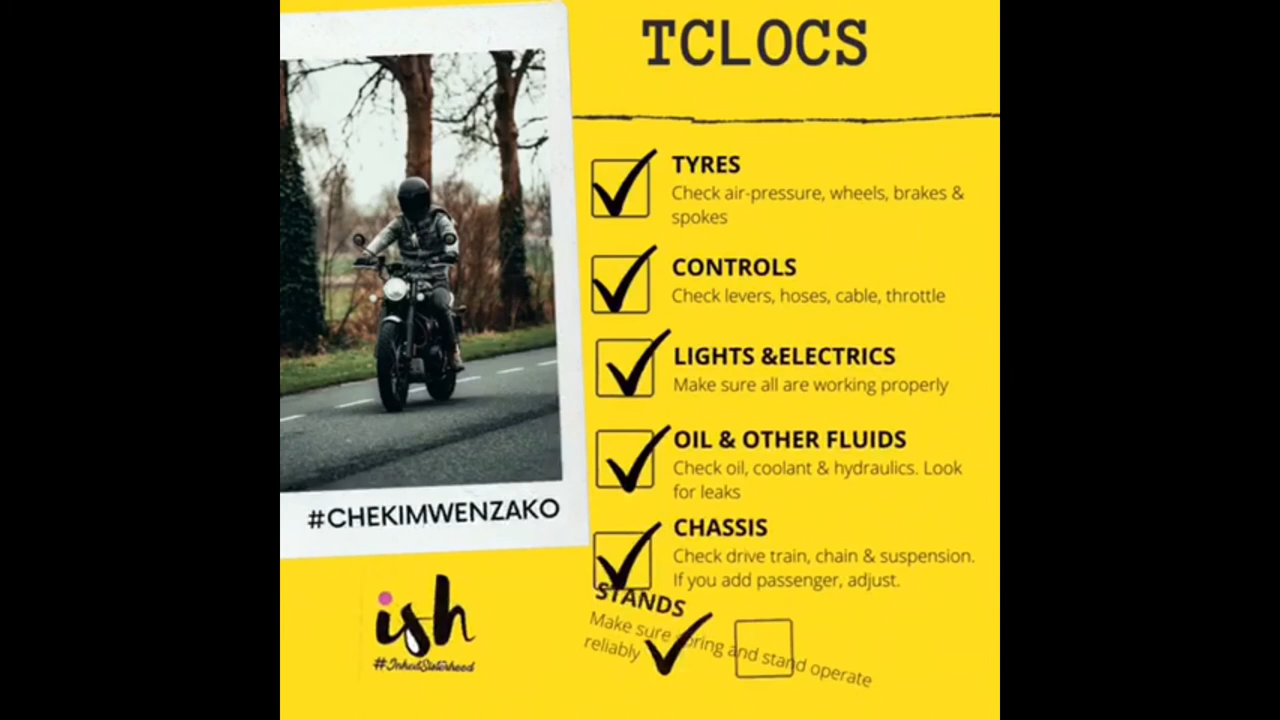 TCLOCS
TYRES
Check air-pressure, wheels, brakes &
spokes
CONTROLS
Check levers, hoses, cable, throttle
LIGHTS &ELECTRICS
Make sure all are working properly
OIL & OTHER FLUIDS
Check oil, coolant & hydraulics. Look
for leaks
CHASSIS
Check drive train, chain & suspension.
If you add passenger, adjust.
STANDS
Make sure spring and stand operate
reliably
#CHEKIMWENZAKO
ish
#InkedSisterhood